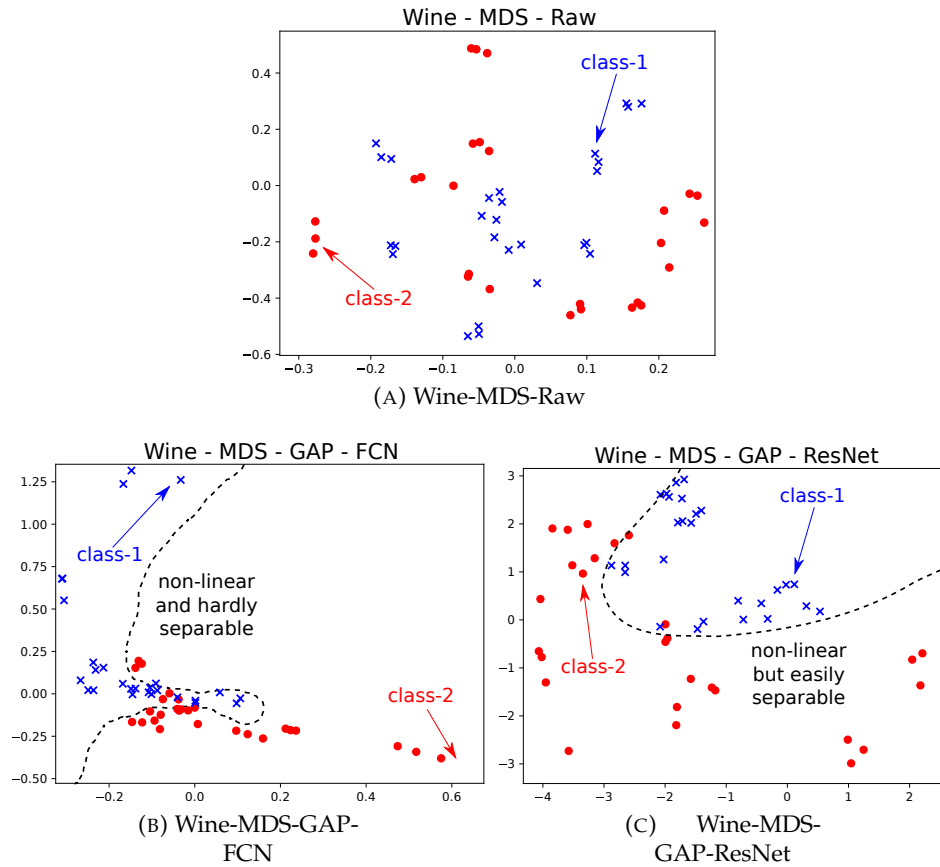 Wine - MDS - Raw
class-1
class-2
0.4
0.2
0.0
−0.2
−0.4
−0.6
−0.3
−0.2
−0.1
0.0
0.1
0.2
(A) Wine-MDS-Raw
Wine - MDS - GAP - FCN
class-1
non-linear
and hardly
separable
class-2
1.25
1.00
0.75
0.50
0.25
0.00
−0.25
−0.50
−0.2
0.0
0.2
0.4
0.6
(B) Wine-MDS-GAP-
FCN
Wine - MDS - GAP - ResNet
class-1
class-2
non-linear
but easily
separable
3
2
1
0
−1
−2
−3
−4
−3
−2
−1
0
1
2
(C) Wine-MDS-
GAP-ResNet